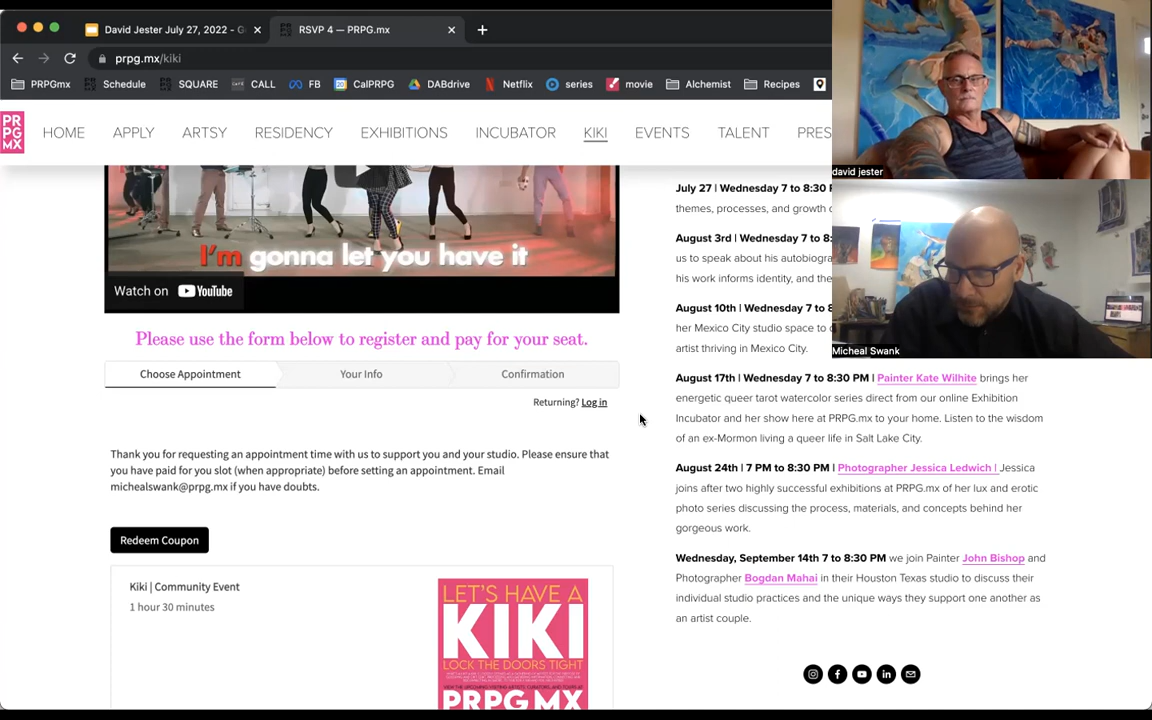 David Jester July 27, 2022 - G
RSVP 4 — PRPG.mx
prpg.mx/kiki
PRPGmx
Schedule
SQUARE
CALL
FB
CalPRPG
DABdrive
Netflix
series
movie
Alchemist
Recipes
PR
PG
MX
HOME
APPLY
ARTSY
RESIDENCY
EXHIBITIONS
INCUBATOR
KIKI
EVENTS
TALENT
PRES
david jester
Micheal Swank
I'm gonna let you have it
Watch on YouTube
Please use the form below to register and pay for your seat.
Choose Appointment
Your Info
Confirmation
Returning? Log in
Thank you for requesting an appointment time with us to support you and your studio. Please ensure that
you have paid for you slot (when appropriate) before setting an appointment. Email
michealswank@prpg.mx if you have doubts.
Redeem Coupon
Kiki | Community Event
1 hour 30 minutes
LET'S HAVE A
KIKI
LOCK THE DOORS TIGHT
PRPGMX
July 27 | Wednesday 7 to 8:30
themes, processes, and growth
August 3rd | Wednesday 7 to 8:
us to speak about his autobiogra
his work informs identity, and the
August 10th | Wednesday 7 to 8
her Mexico City studio space to
artist thriving in Mexico City.
August 17th | Wednesday 7 to 8:30 PM | Painter Kate Wilhite brings her
energetic queer tarot watercolor series direct from our online Exhibition
Incubator and her show here at PRPG.mx to your home. Listen to the wisdom
of an ex-Mormon living a queer life in Salt Lake City.
August 24th | 7 PM to 8:30 PM | Photographer Jessica Ledwich | Jessica
joins after two highly successful exhibitions at PRPG.mx of her lux and erotic
photo series discussing the process, materials, and concepts behind her
gorgeous work.
Wednesday, September 14th 7 to 8:30 PM we join Painter John Bishop and
Photographer Bogdan Mahai in their Houston Texas studio to discuss their
individual studio practices and the unique ways they support one another as
an artist couple.